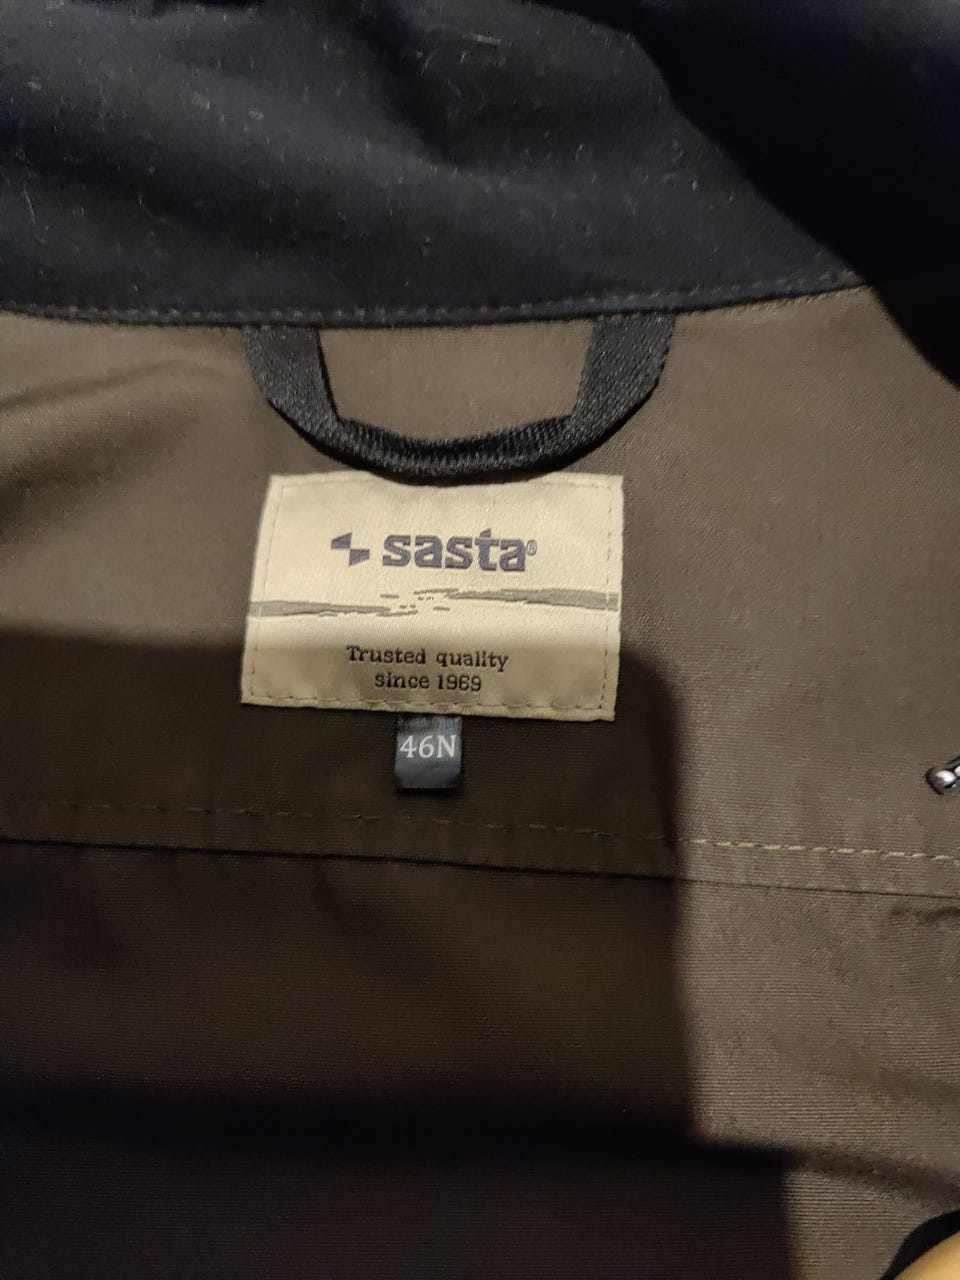 sasta®
Trusted quality
since 1969
46N